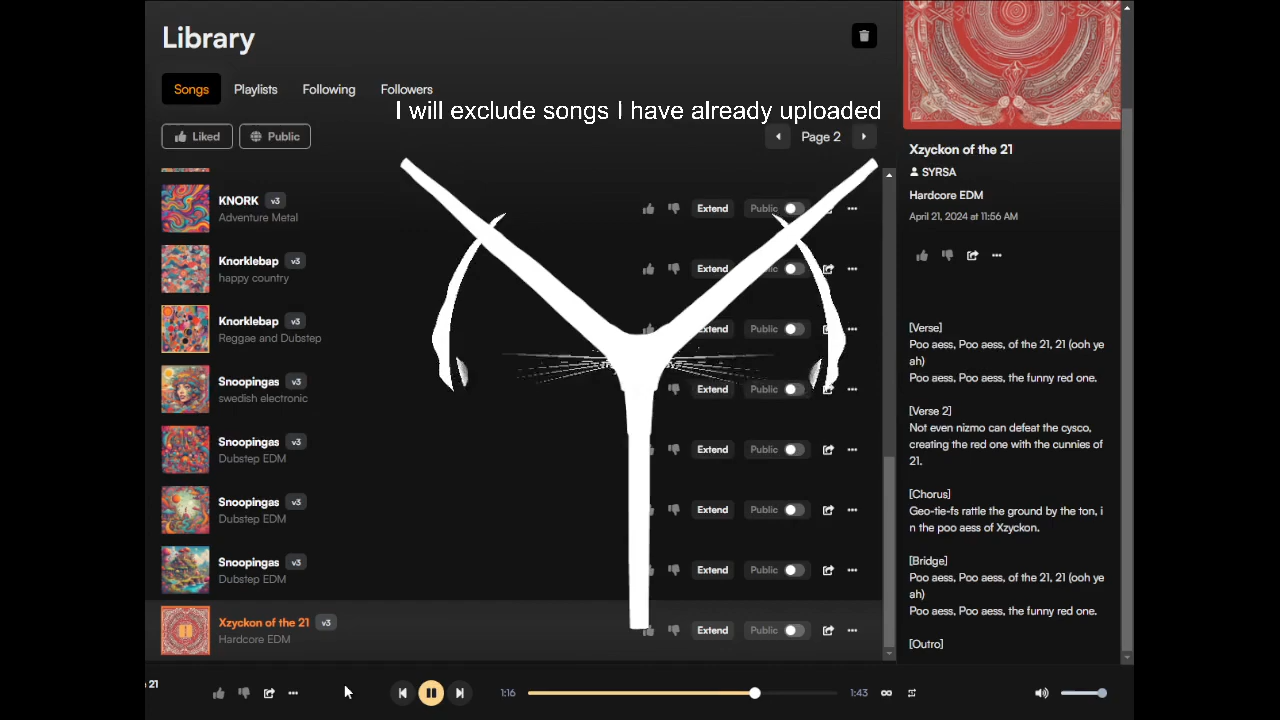 Library
Songs
Playlists
Following
Followers
I will exclude songs I have already uploaded
Liked
Public
Page 2
KNORK v3
Adventure Metal
Extend
Public
Knorklebap v3
happy country
Extend
Public
Knorklebap v3
Reggae and Dubstep
Extend
Public
Snoopingas v3
swedish electronic
Extend
Public
Snoopingas v3
Dubstep EDM
Extend
Public
Snoopingas v3
Dubstep EDM
Extend
Public
Snoopingas v3
Dubstep EDM
Extend
Public
Xzyckon of the 21 v3
Hardcore EDM
Extend
Public
Xzyckon of the 21
SYRSA
Hardcore EDM
April 21, 2024 at 11:56 AM
[Verse]
Poo aess, Poo aess, of the 21, 21 (ooh ye
ah)
Poo aess, Poo aess, the funny red one.
[Verse 2]
Not even nizmo can defeat the cysco,
creating the red one with the cunnies of
21.
[Chorus]
Geo-tie-fs rattle the ground by the ton, i
n the poo aess of Xzyckon.
[Bridge]
Poo aess, Poo aess, of the 21, 21 (ooh ye
ah)
Poo aess, Poo aess, the funny red one.
[Outro]
21
1:16
1:43